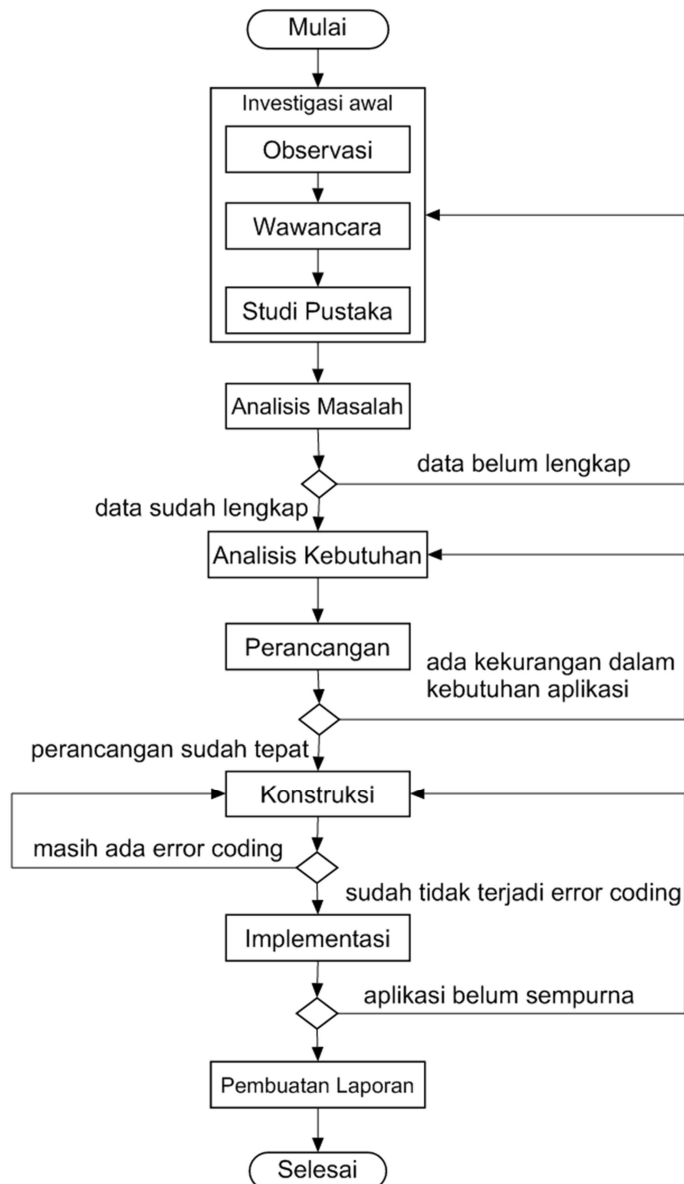 Mulai
Investigasi awal
Observasi
Wawancara
Studi Pustaka
Analisis Masalah
data belum lengkap
data sudah lengkap
Analisis Kebutuhan
Perancangan
ada kekurangan dalam
kebutuhan aplikasi
perancangan sudah tepat
Konstruksi
masih ada error coding
sudah tidak terjadi error coding
Implementasi
aplikasi belum sempurna
Pembuatan Laporan
Selesai